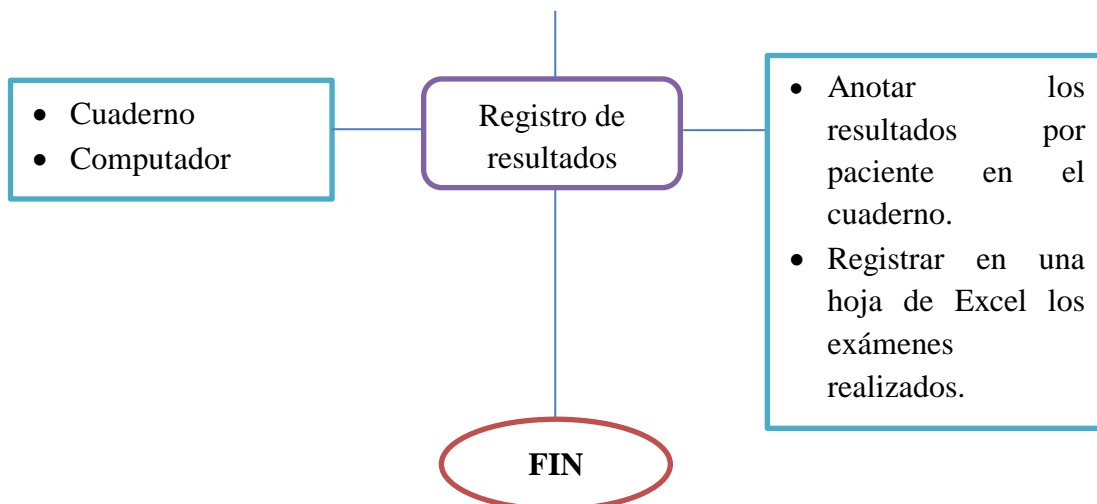 • Cuaderno
• Computador
Registro de
resultados
• Anotar los
resultados por
paciente en el
cuaderno.
• Registrar en una
hoja de Excel los
exámenes
realizados.
FIN